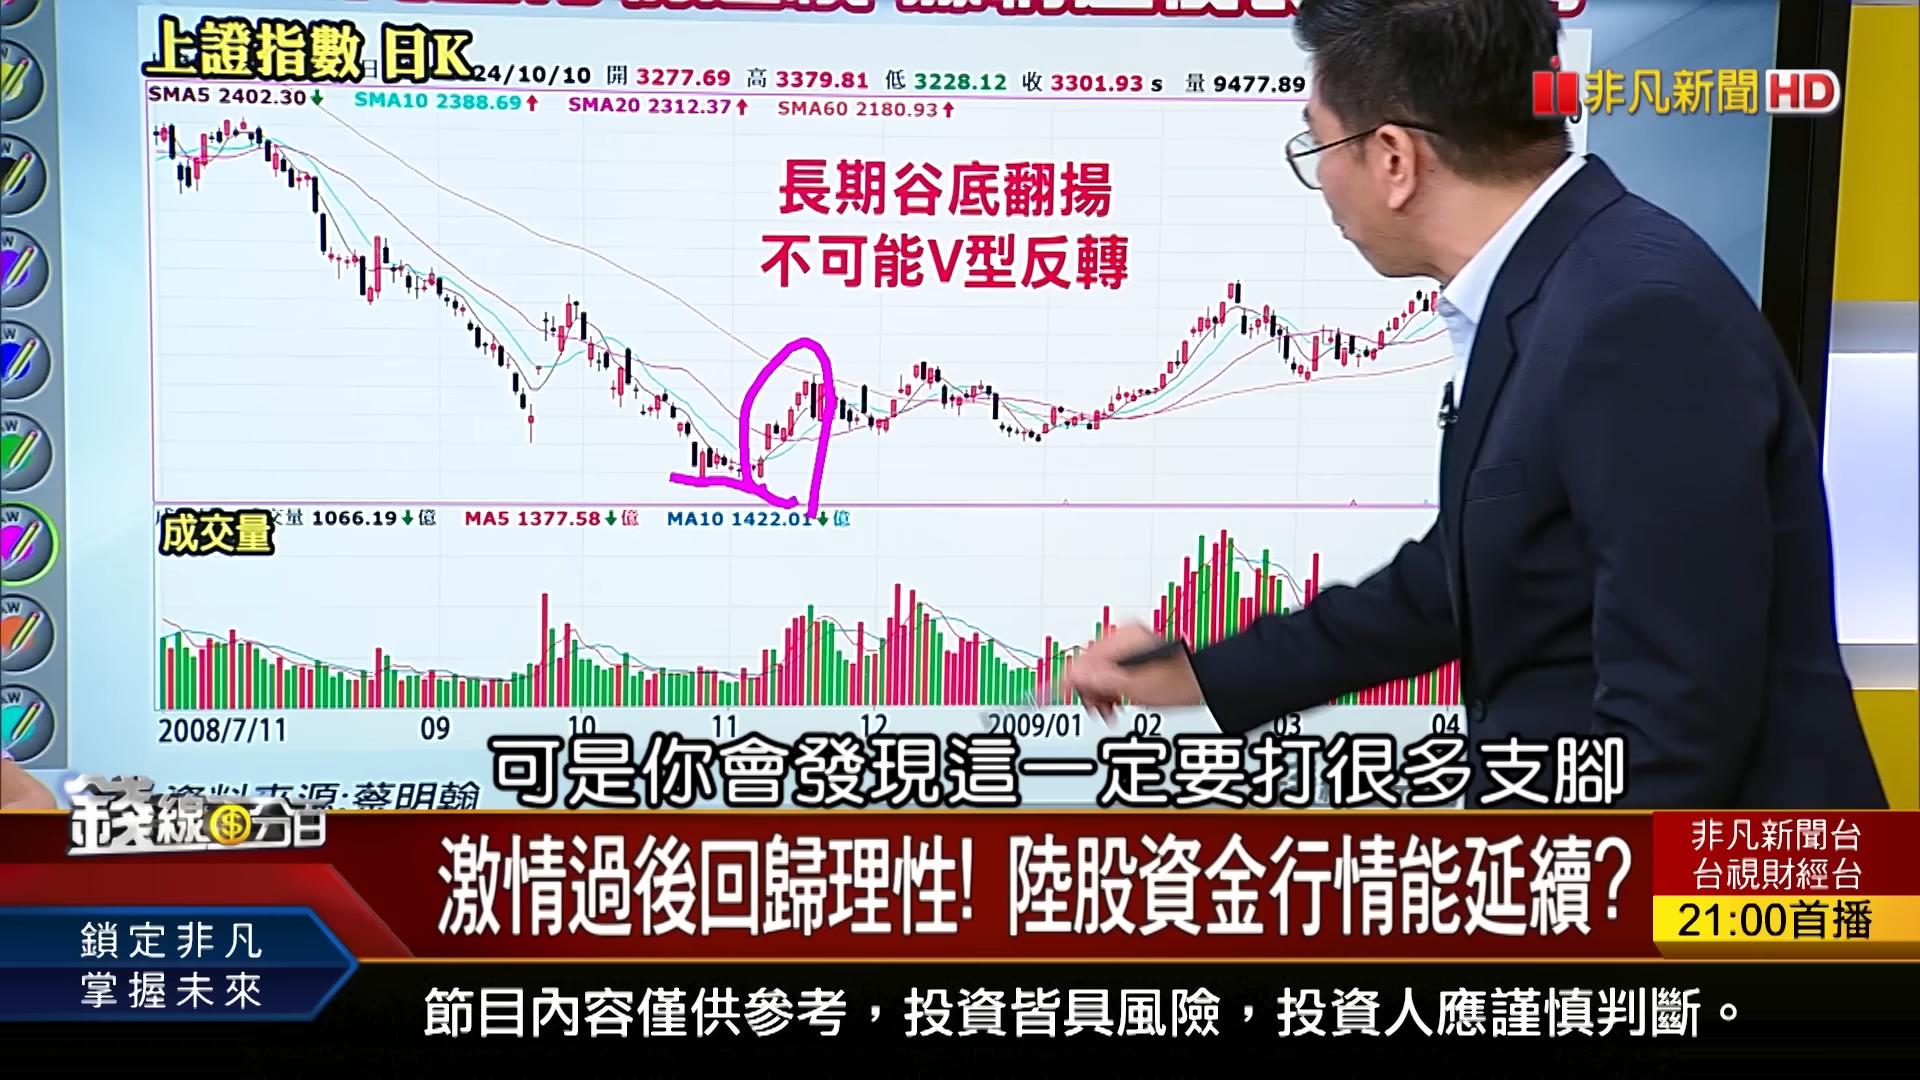 上證指數 日K
24/10/10 開 3277.69 高 3379.81 低 3228.12 收 3301.93 s 量 9477.89
SMA5 2402.30↓ SMA10 2388.69↑ SMA20 2312.37↑ SMA60 2180.93↑
非凡新聞HD
長期谷底翻揚
不可能V型反轉
成交量
量 1066.19↓億 MA5 1377.58↓億 MA10 1422.01↓億
2008/7/11 09 10 11 12 2009/01 02 03 04
資料來源:蔡明翰
可是你會發現這一定要打很多支腳
錢線百分百
激情過後回歸理性! 陸股資金行情能延續?
非凡新聞台
台視財經台
21:00首播
鎖定非凡
掌握未來
節目內容僅供參考，投資皆具風險，投資人應謹慎判斷。